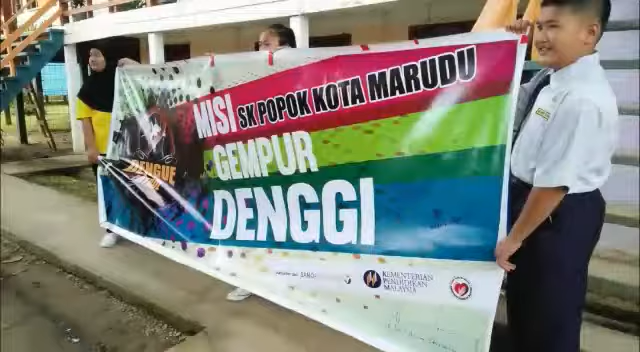 MISI SK POPOK KOTA MARUDU
GEMPUR
DENGGI
DENGUE
KEMENTERIAN
PENDIDIKAN
MALAYSIA